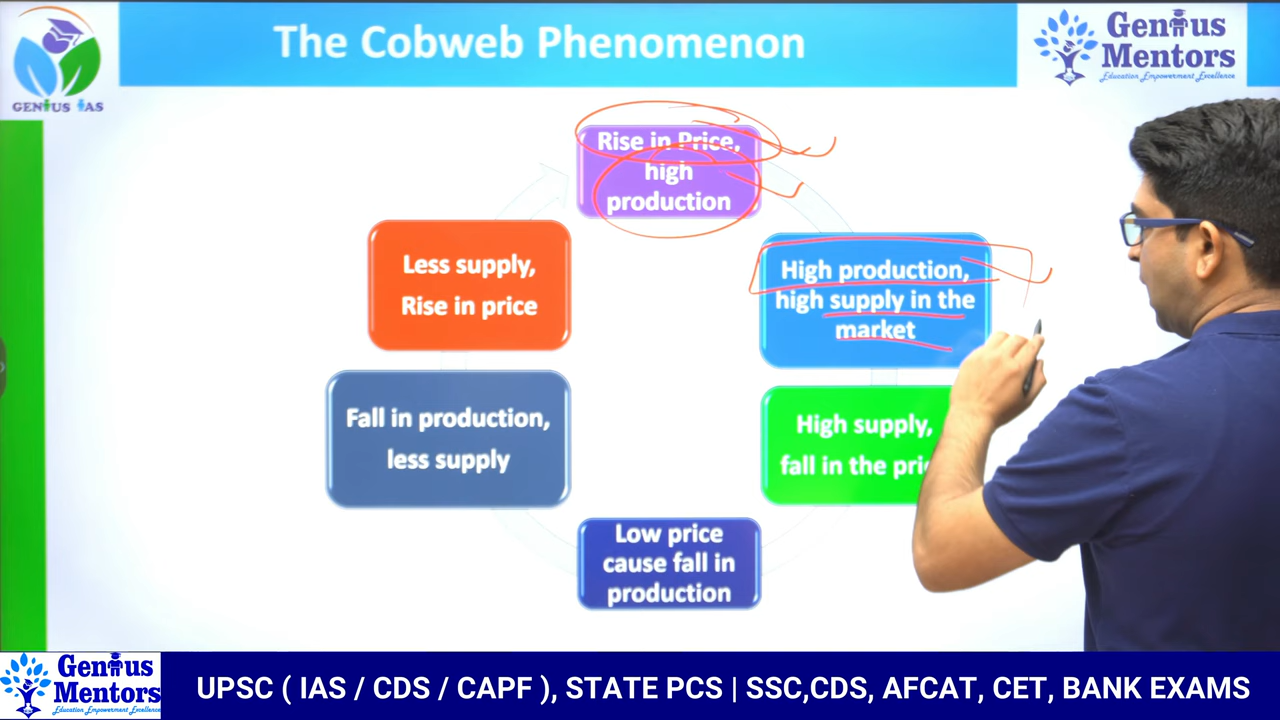 The Cobweb Phenomenon
GENIUS IAS
Genius
Mentors
Education Empowerment Excellence
Rise in Price,
high
production
High production,
high supply in the
market
High supply,
fall in the
Low price
cause fall in
production
Fall in production,
less supply
Less supply,
Rise in price
Genius
Mentors
Education Empowerment Excellence
UPSC ( IAS / CDS / CAPF ), STATE PCS | SSC,CDS, AFCAT, CET, BANK EXAMS